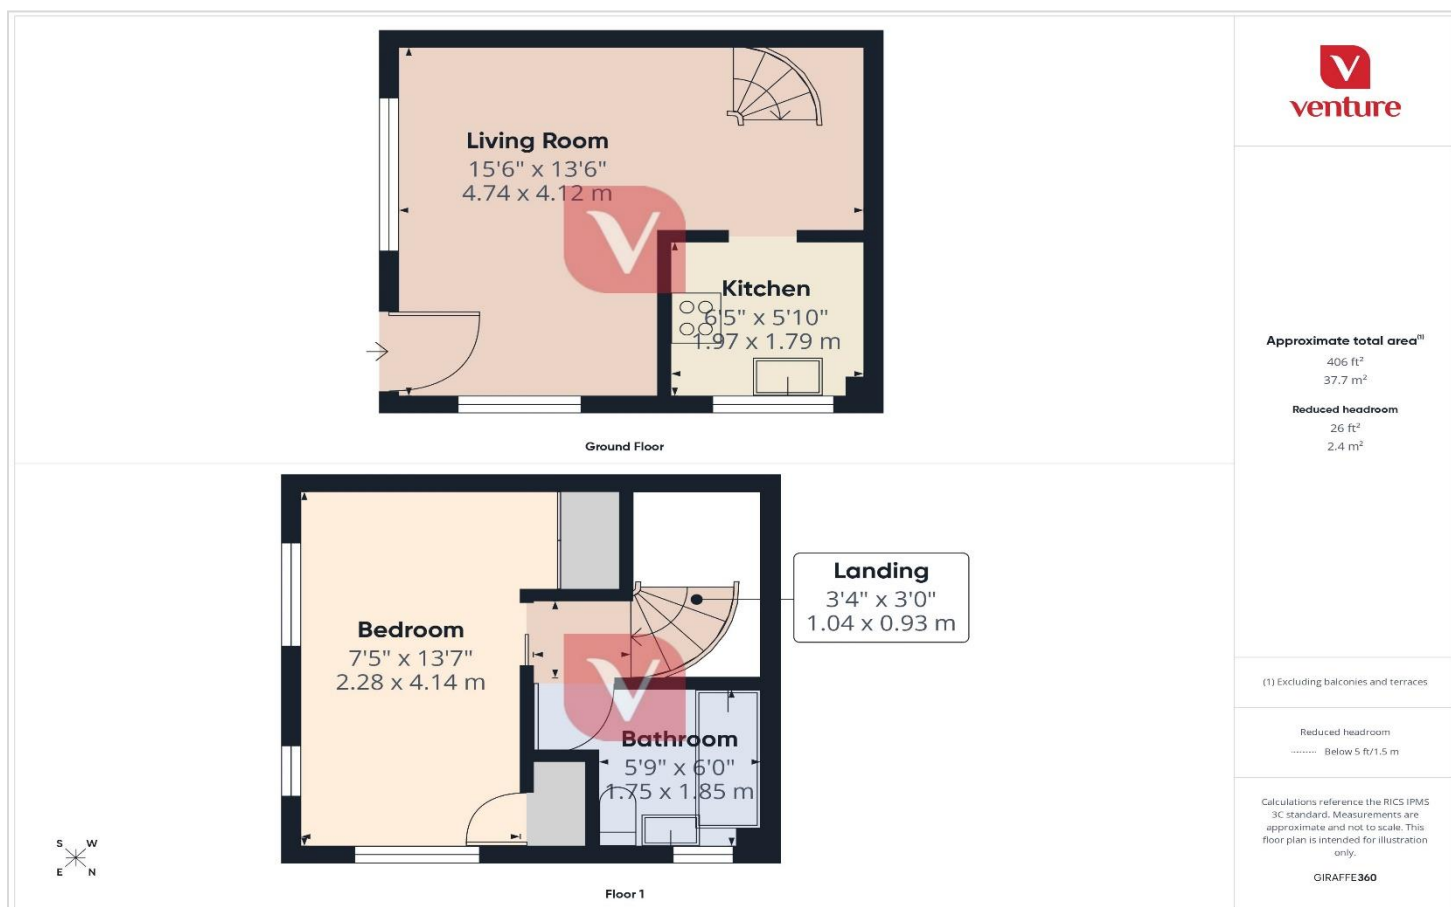 Living Room
15'6" x 13'6"
4.74 x 4.12 m
Kitchen
6'5" x 5'10"
1.97 x 1.79 m
Ground Floor
Bedroom
7'5" x 13'7"
2.28 x 4.14 m
Landing
3'4" x 3'0"
1.04 x 0.93 m
Bathroom
5'9" x 6'0"
1.75 x 1.85 m
S W
E N
Floor 1
venture
Approximate total area⁽¹⁾
406 ft²
37.7 m²
Reduced headroom
26 ft²
2.4 m²
(1) Excluding balconies and terraces
Reduced headroom
Below 5 ft/1.5 m
Calculations reference the RICS IPMS
3C standard. Measurements are
approximate and not to scale. This
floor plan is intended for illustration
only.
GIRAFFE360